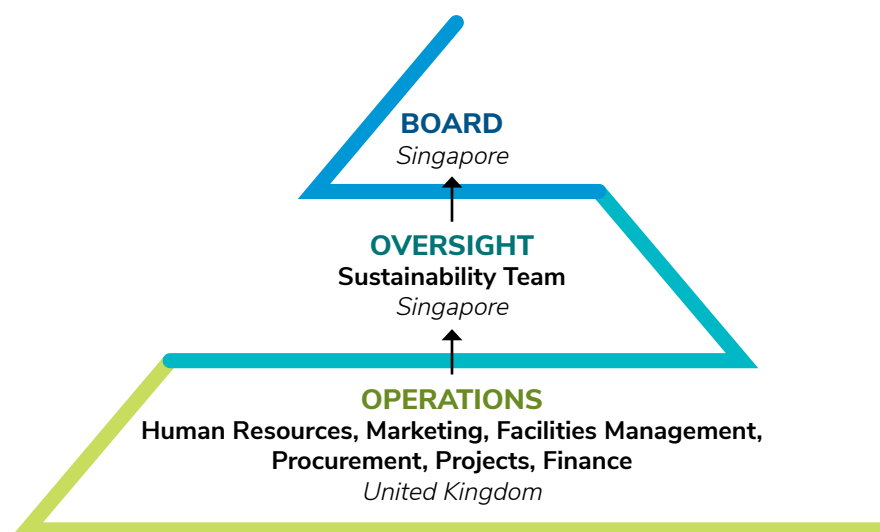 BOARD
Singapore
OVERSIGHT
Sustainability Team
Singapore
OPERATIONS
Human Resources, Marketing, Facilities Management,
Procurement, Projects, Finance
United Kingdom